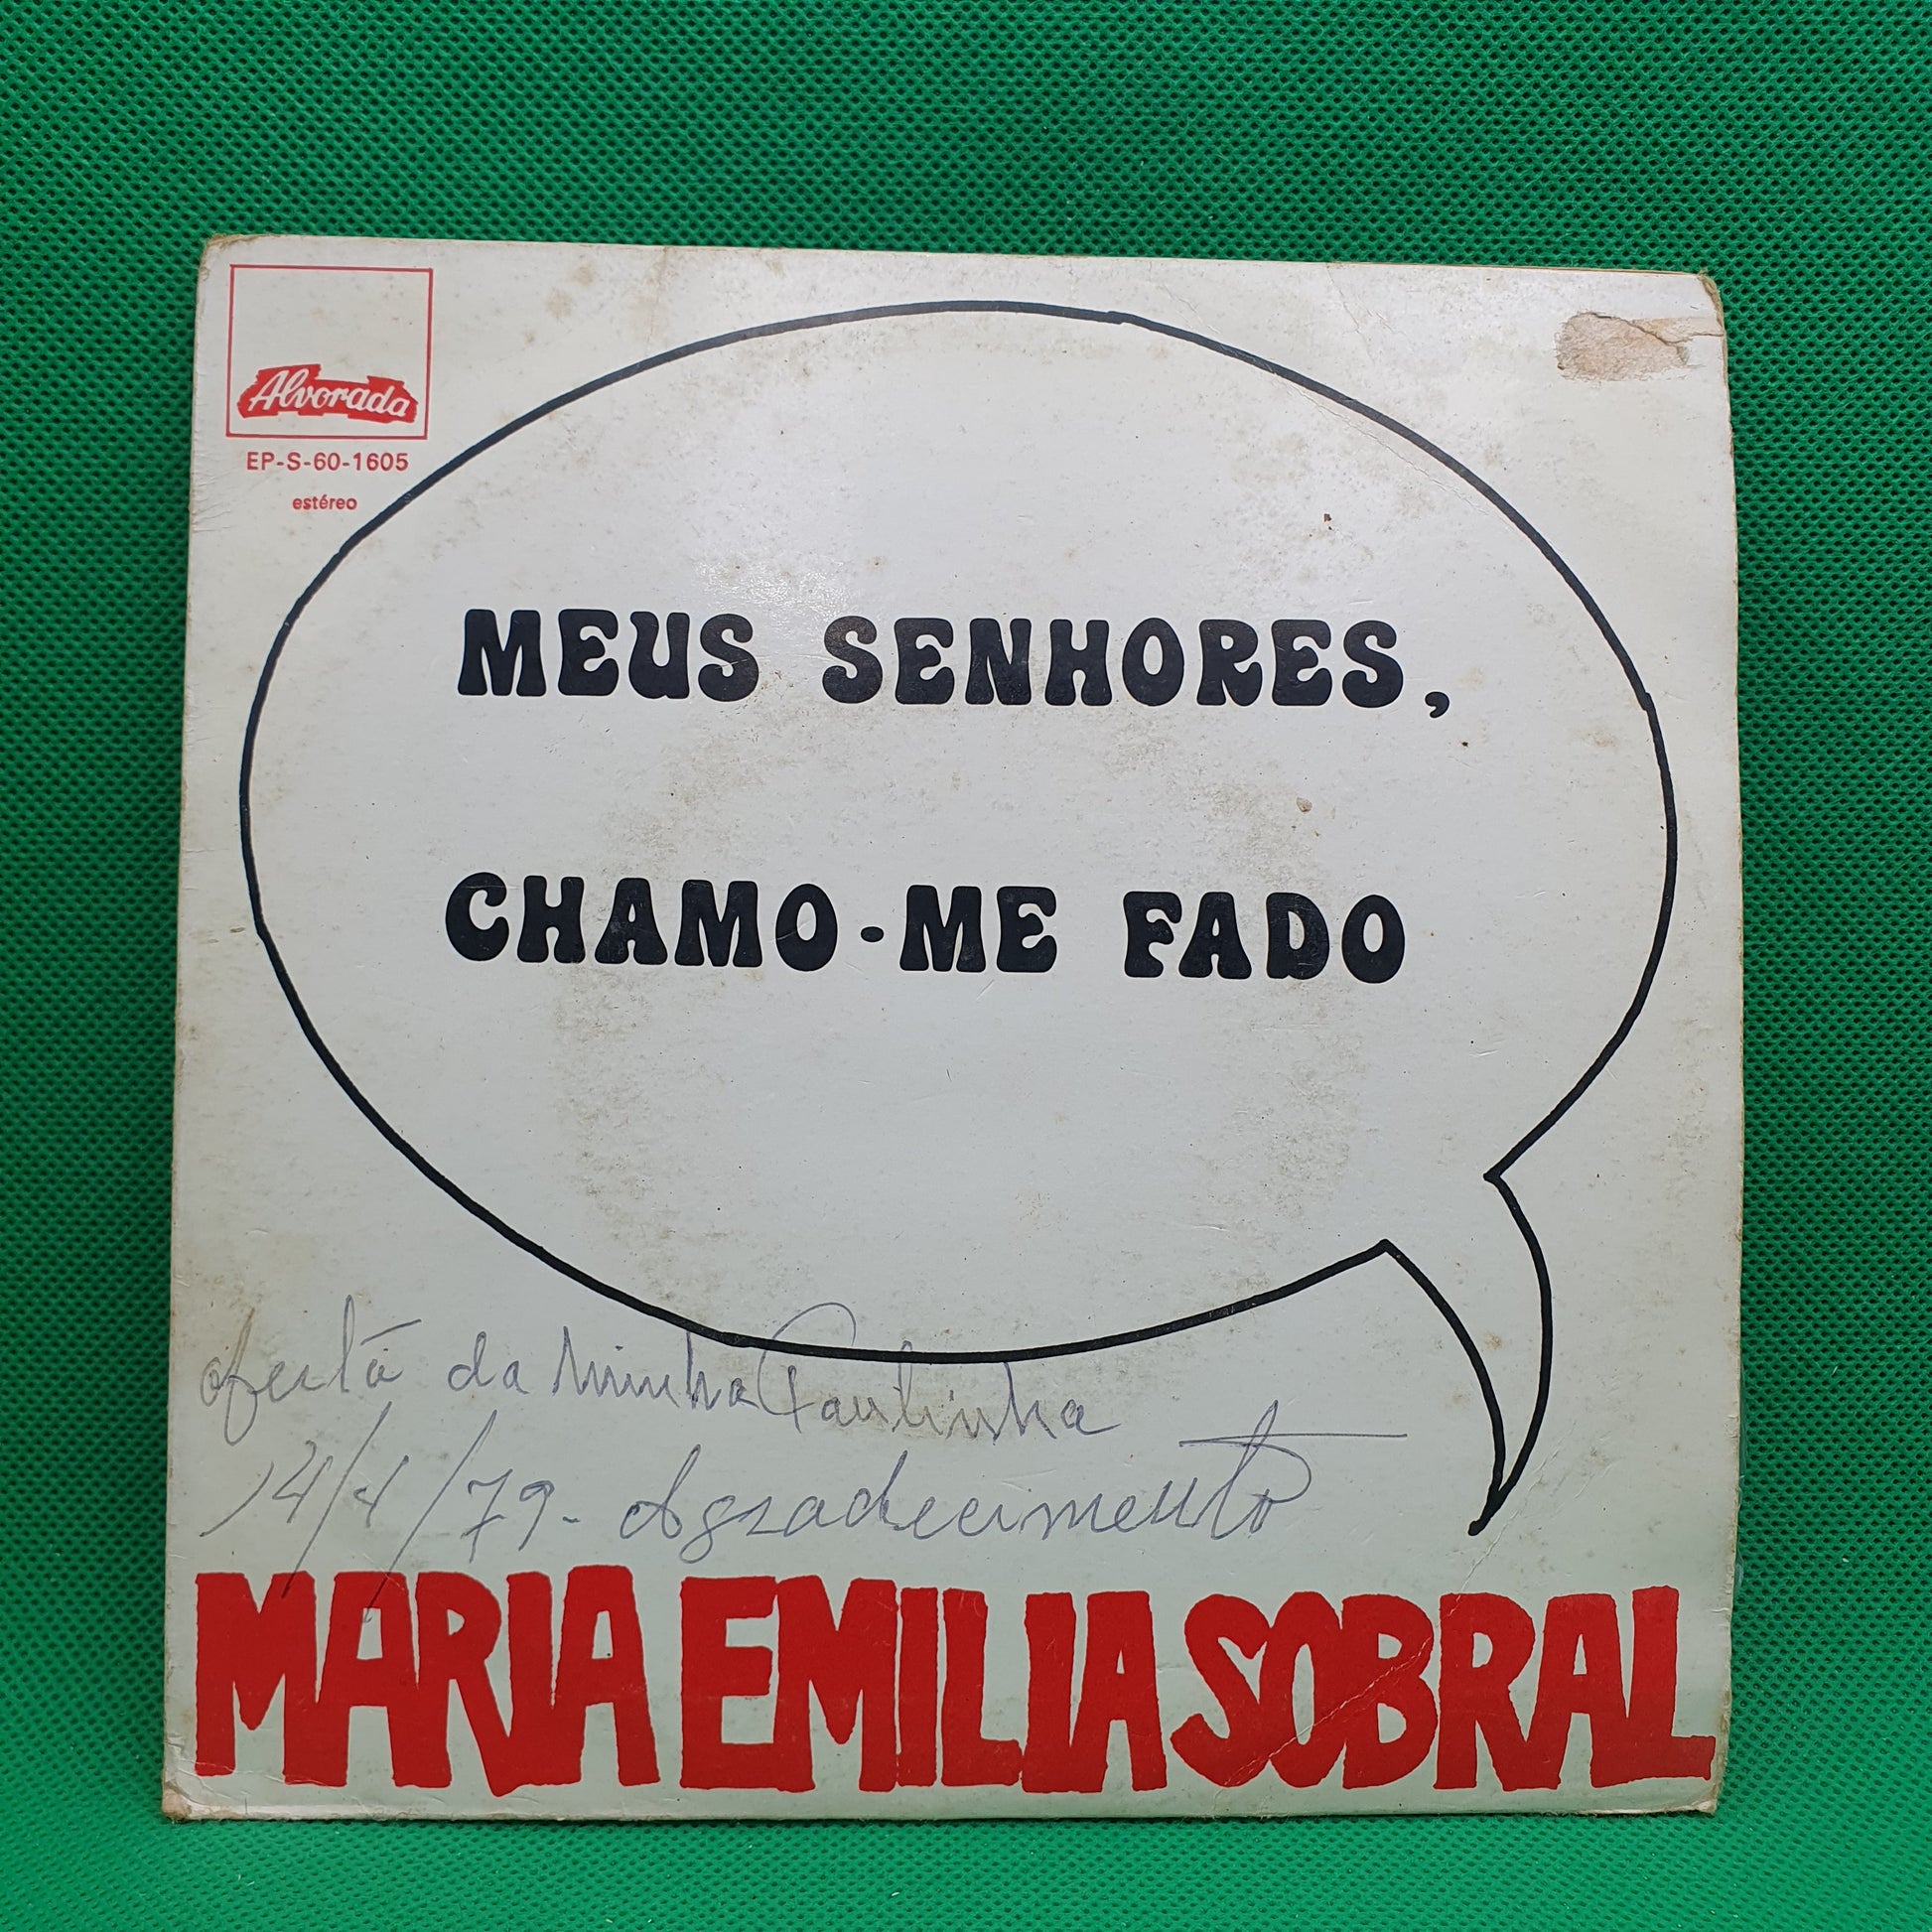 Alvorada
EP-S-60-1605
estéreo
MEUS SENHORES,
CHAMO-ME FADO
oferta da Minha Paulinha
14/4/79 - Agradecimento
MARIA EMILIA SOBRAL